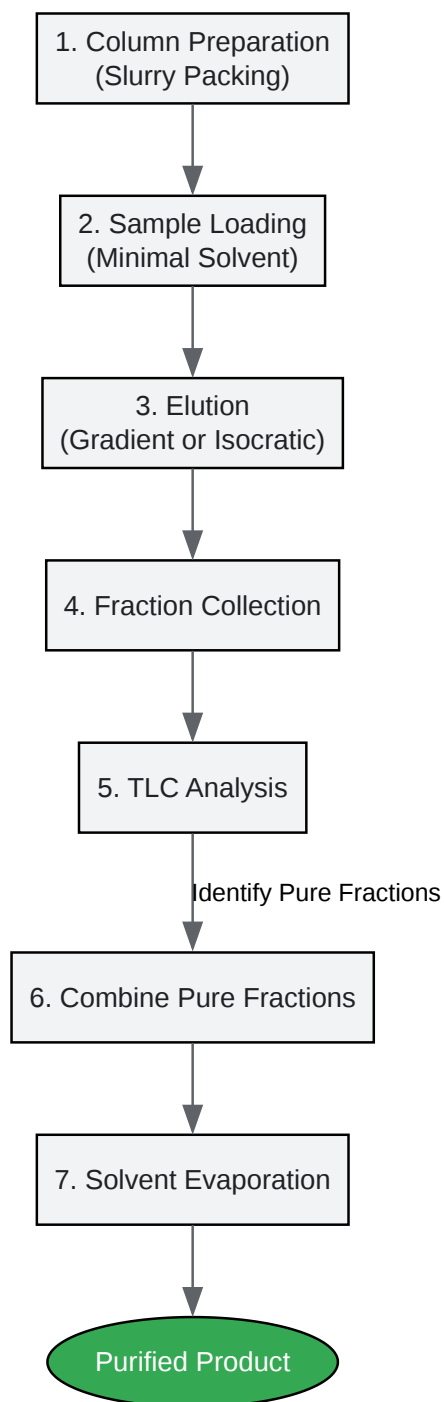 1. Column Preparation
(Slurry Packing)
2. Sample Loading
(Minimal Solvent)
3. Elution
(Gradient or Isocratic)
4. Fraction Collection
5. TLC Analysis
Identify Pure Fractions
6. Combine Pure Fractions
7. Solvent Evaporation
Purified Product